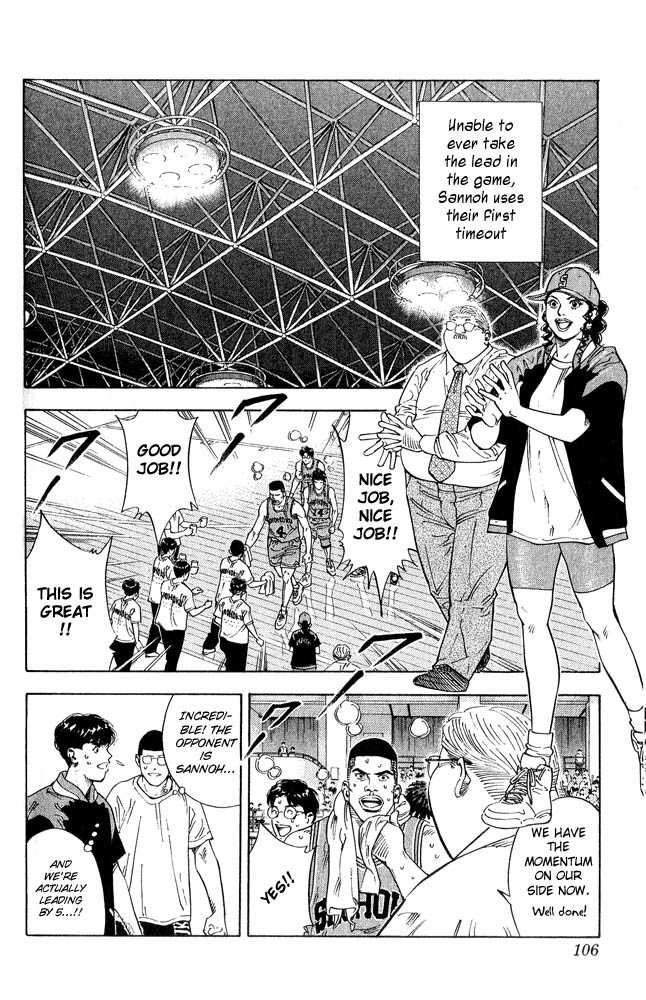 Unable to
ever take
the lead in
the game,
Sannoh uses
their first
timeout
S
GOOD
JOB!!
NICE
JOB,
NICE
JOB!!
THIS IS
GREAT
!!
4
INCREDI-
BLE! THE
OPPONENT
IS
SANNOH...
AND
WE'RE
ACTUALLY
LEADING
BY 5...!!
YES!!
WE HAVE
THE
MOMENTUM
ON OUR
SIDE NOW.
Well done!
106